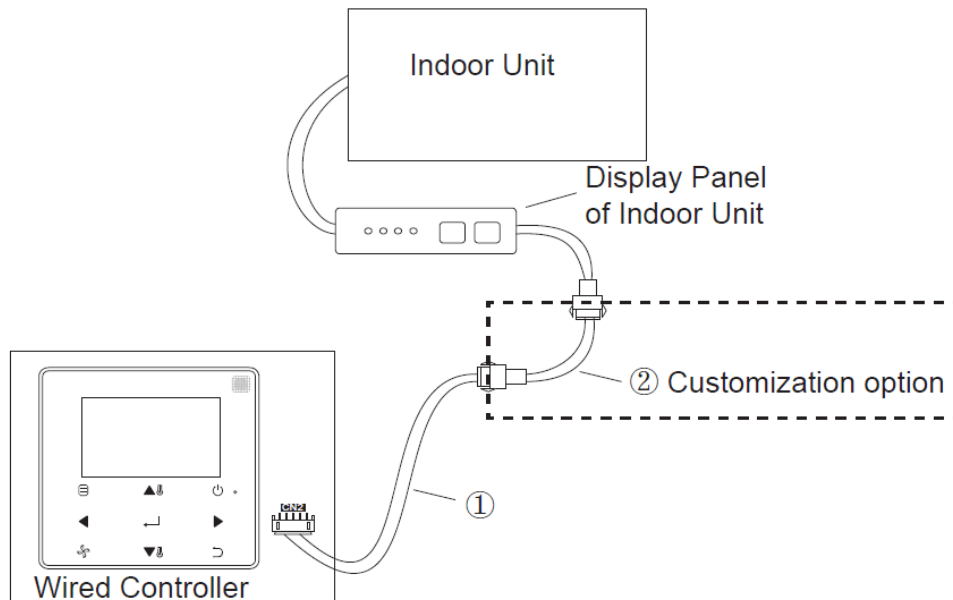 Indoor Unit
Display Panel
of Indoor Unit
② Customization option
CN2
①
Wired Controller